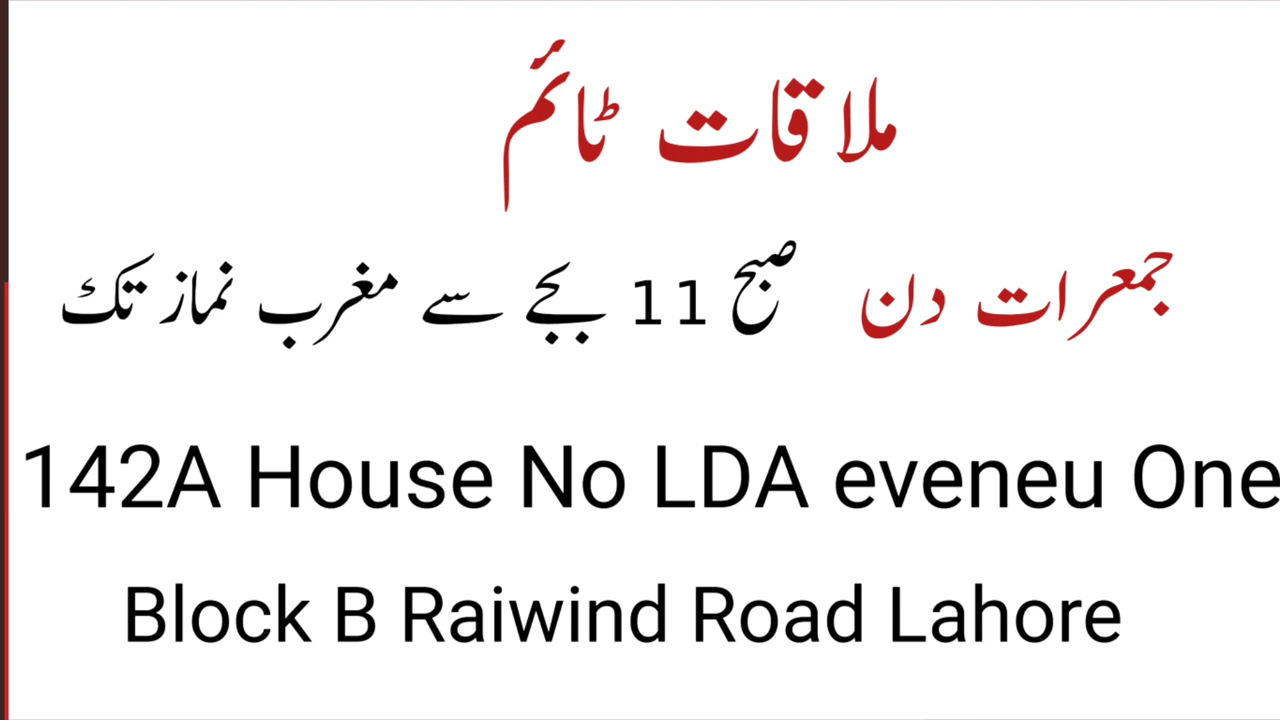 ملاقات ٹائم
جمعرات دن صبح 11 بجے سے مغرب نماز تک
142A House No LDA eveneu One
Block B Raiwind Road Lahore